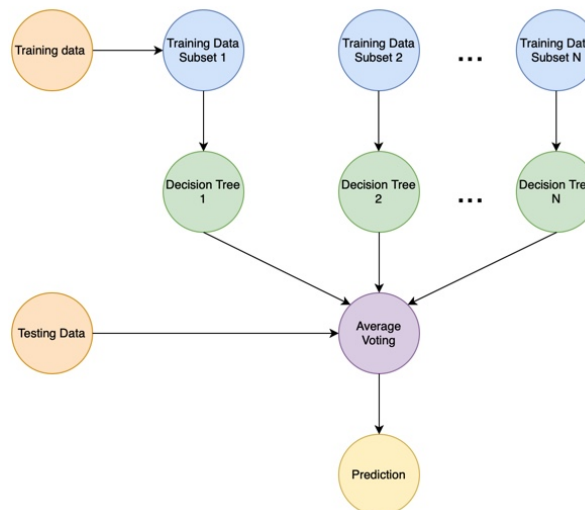 Training data
Training Data
Subset 1
Training Data
Subset 2
...
Training Data
Subset N
Decision Tree
1
Decision Tree
2
...
Decision Tre
N
Testing Data
Average
Voting
Prediction